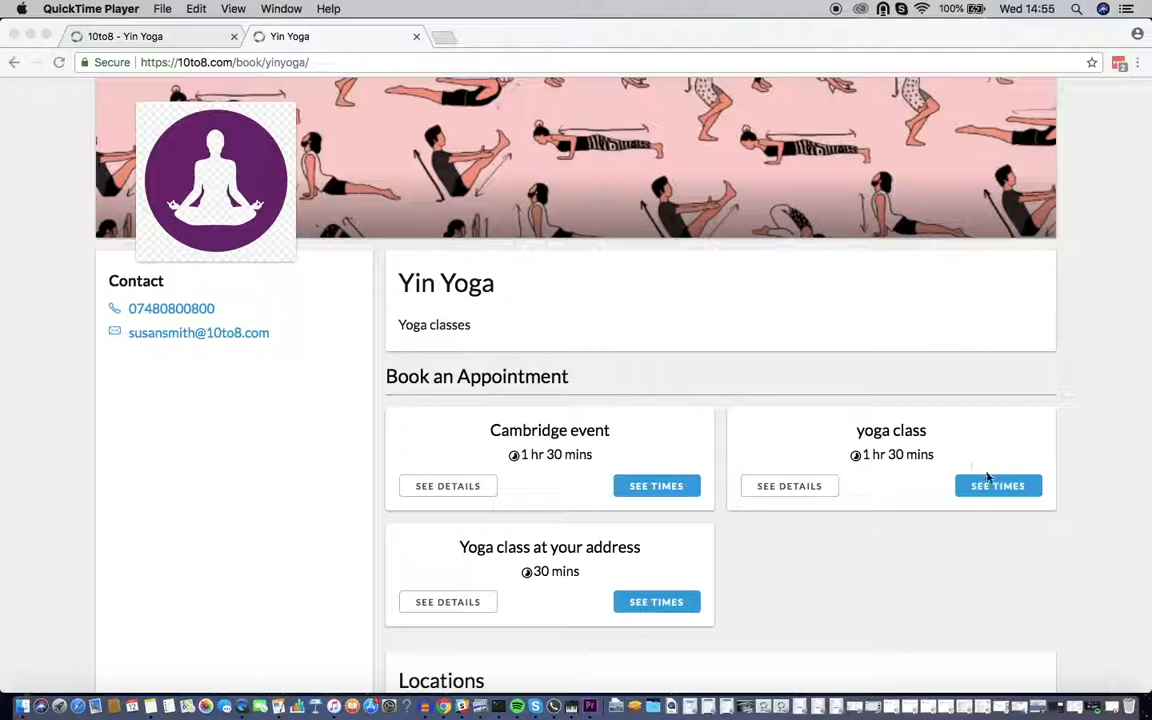 QuickTime Player File Edit View Window Help 100% Wed 14:55
10to8 - Yin Yoga
Yin Yoga
Secure https://10to8.com/book/yinyoga/
2
Contact
07480800800
susansmith@10to8.com
Yin Yoga
Yoga classes
Book an Appointment
Cambridge event
1 hr 30 mins
SEE DETAILS
SEE TIMES
yoga class
1 hr 30 mins
SEE DETAILS
SEE TIMES
Yoga class at your address
30 mins
SEE DETAILS
SEE TIMES
Locations